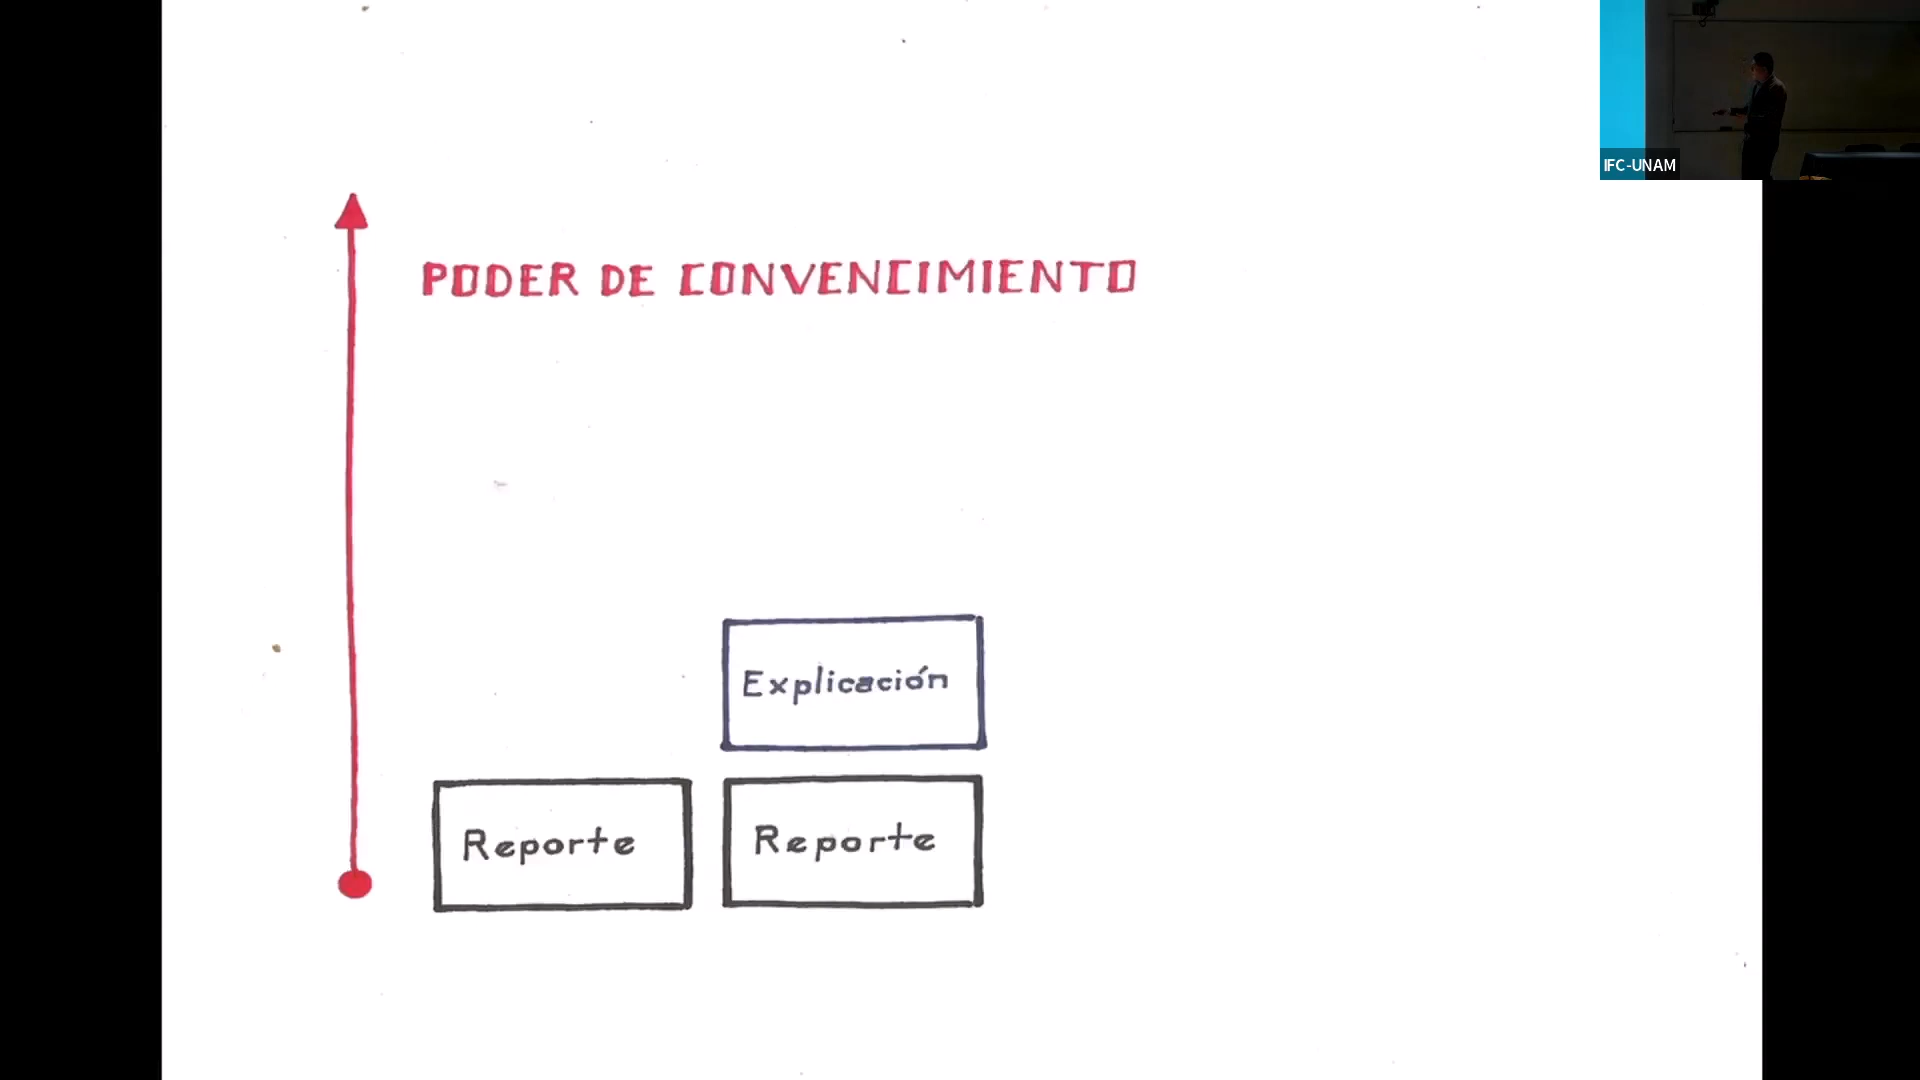 IFC-UNAM
PODER DE CONVENCIMIENTO
Explicación
Reporte
Reporte